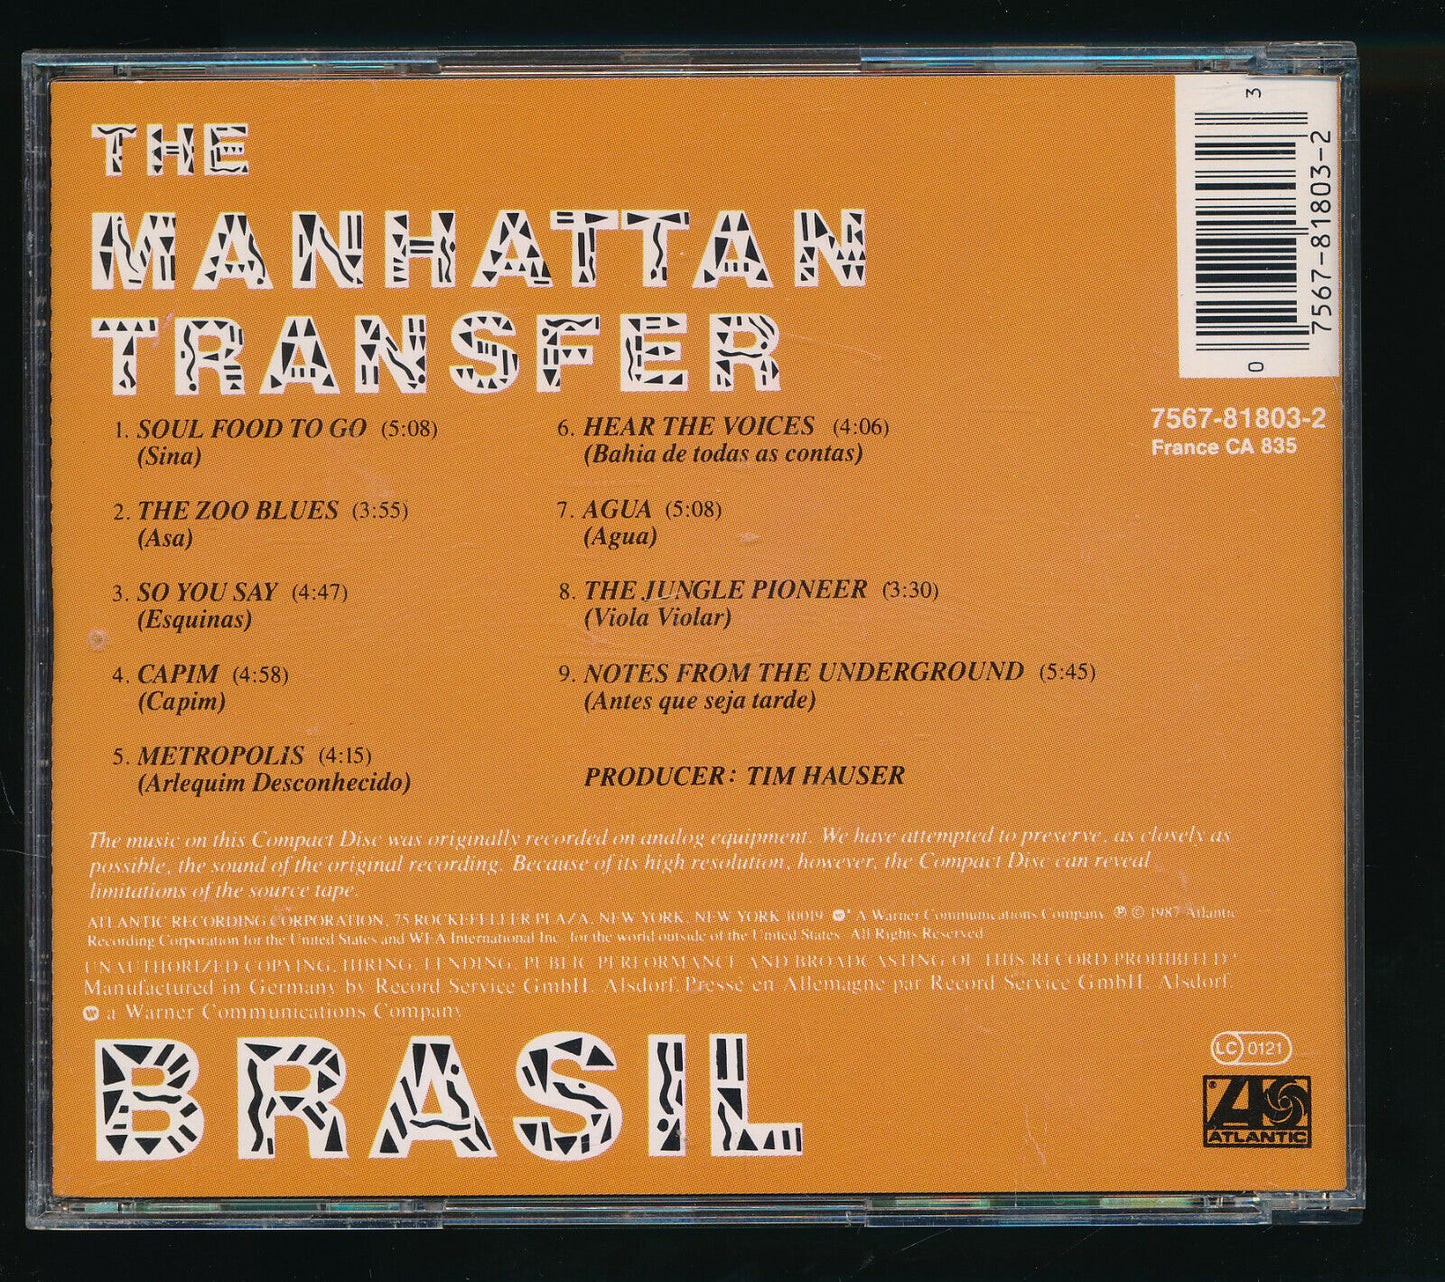 THE
MANHATTAN
TRANSFER
1. SOUL FOOD TO GO (5:08)
(Sina)
2. THE ZOO BLUES (3:55)
(Asa)
3. SO YOU SAY (4:47)
(Esquinas)
4. CAPIM (4:58)
(Capim)
5. METROPOLIS (4:15)
(Arlequim Desconhecido)
6. HEAR THE VOICES (4:06)
(Bahia de todas as contas)
7. AGUA (5:08)
(Agua)
8. THE JUNGLE PIONEER (3:30)
(Viola Violar)
9. NOTES FROM THE UNDERGROUND (5:45)
(Antes que seja tarde)
PRODUCER: TIM HAUSER
3
7567-81803-2
0
7567-81803-2
France CA 835
The music on this Compact Disc was originally recorded on analog equipment. We have attempted to preserve, as closely as
possible, the sound of the original recording. Because of its high resolution, however, the Compact Disc can reveal
limitations of the source tape.
ATLANTIC RECORDING CORPORATION, 75 ROCKEFELLER PLAZA, NEW YORK, NEW YORK 10019 W® A Warner Communications Company ℗ © 1987 Atlantic
Recording Corporation for the United States and WEA International Inc. for the world outside of the United States. All Rights Reserved
UNAUTHORIZED COPYING, HIRING, LENDING, PUBLIC PERFORMANCE AND BROADCASTING OF THIS RECORD PROHIBITED!
Manufactured in Germany by Record Service GmbH. Alsdorf. Pressé en Allemagne par Record Service GmbH. Alsdorf.
W a Warner Communications Company
BRASIL
LC 0121
® A
ATLANTIC